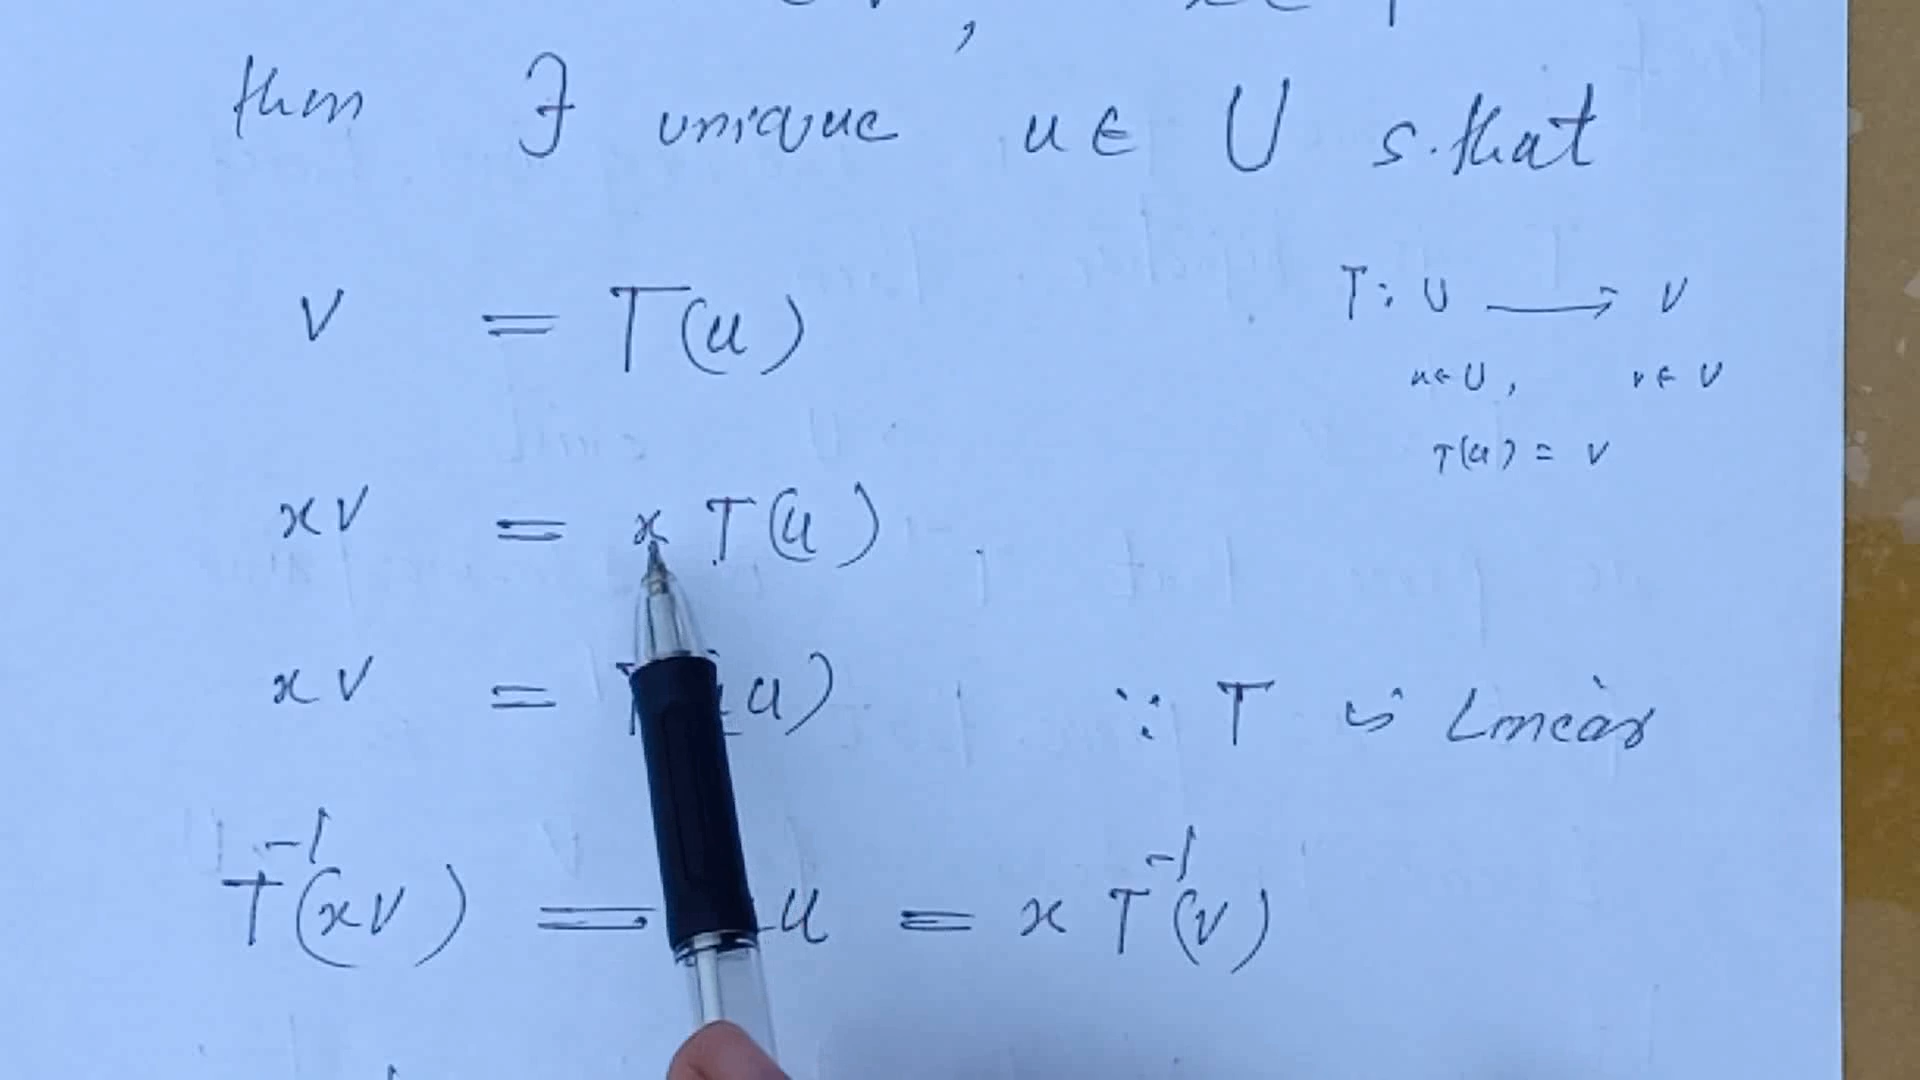 then ∃ unique u ∈ U s.that
v = T(u)
T: U ⟶ V
u ∈ U, v ∈ V
T(u) = v
xv = x T(u)
xv = u) ∵ T is Linear
T⁻¹(xv) = u = x T⁻¹(v)